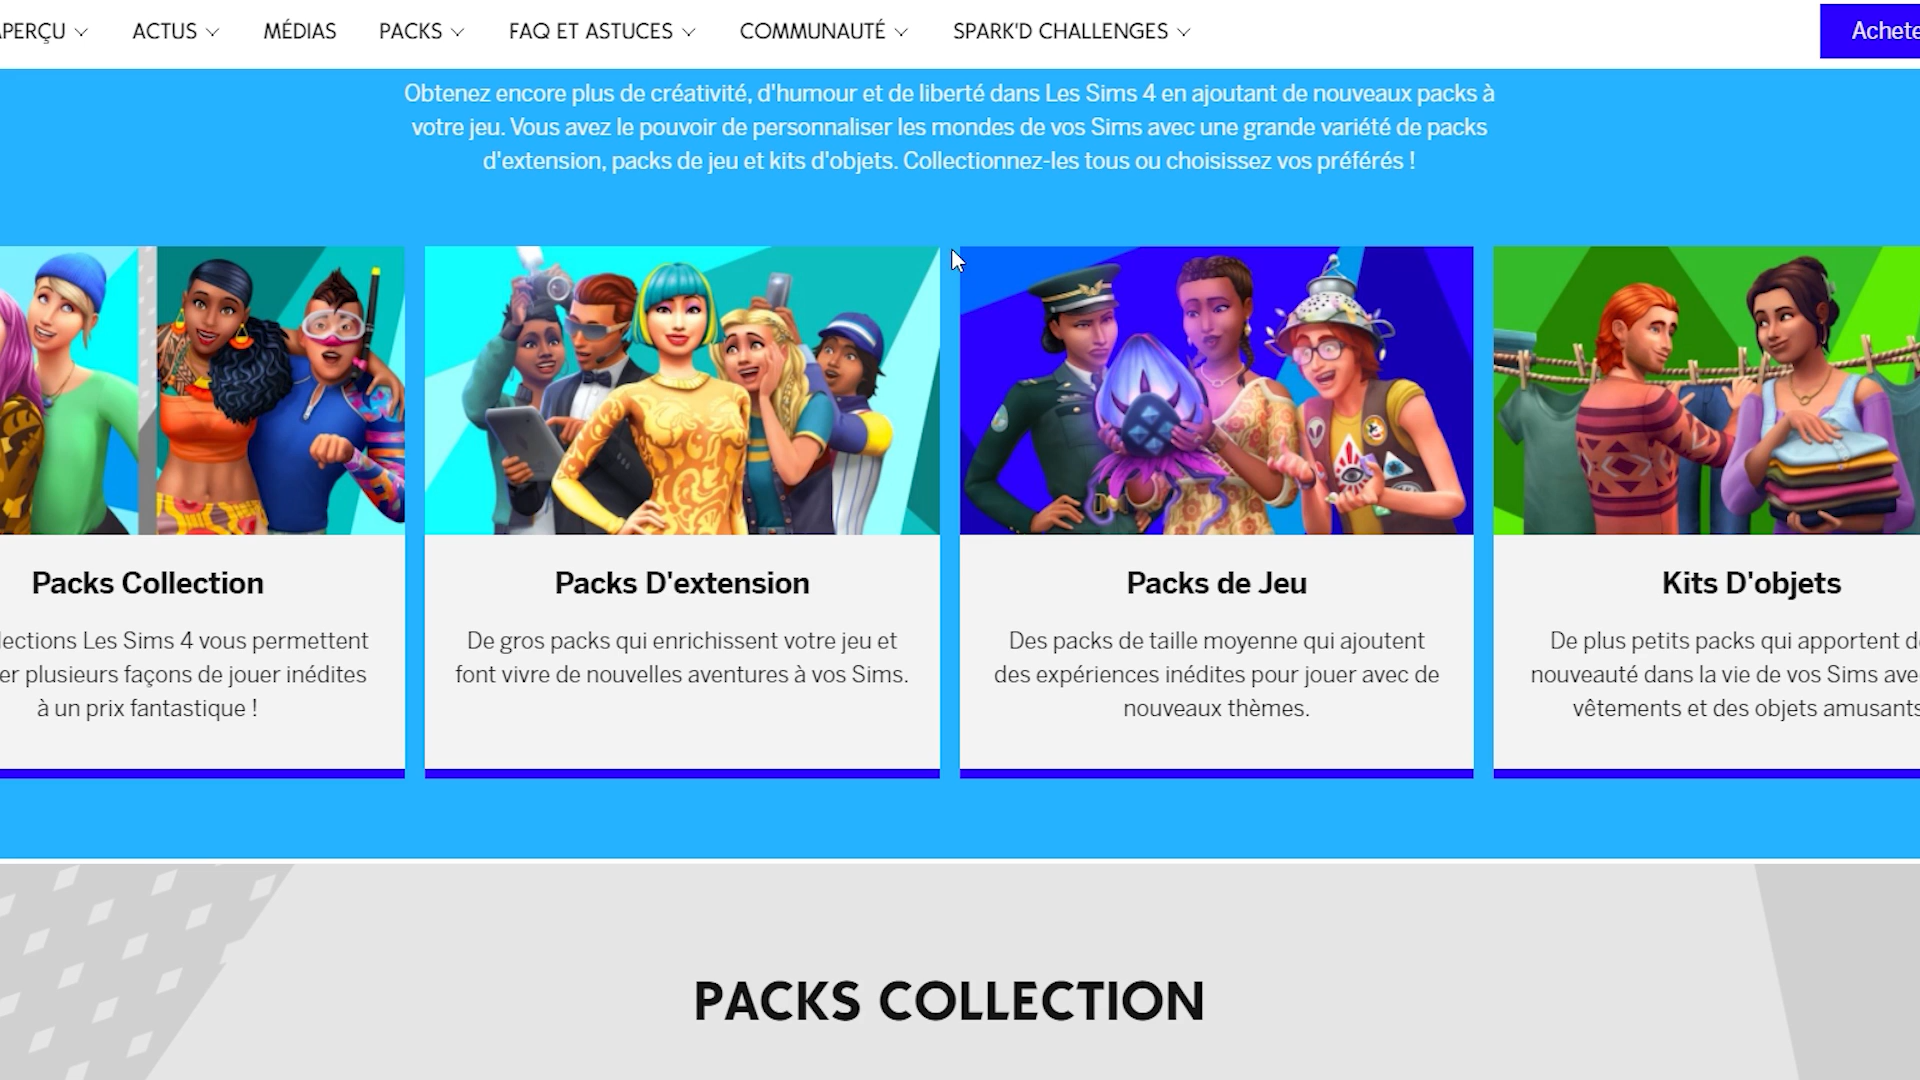 APERÇU
ACTUS
MÉDIAS
PACKS
FAQ ET ASTUCES
COMMUNAUTÉ
SPARK'D CHALLENGES
Obtenez encore plus de créativité, d'humour et de liberté dans Les Sims 4 en ajoutant de nouveaux packs à
votre jeu. Vous avez le pouvoir de personnaliser les mondes de vos Sims avec une grande variété de packs
d'extension, packs de jeu et kits d'objets. Collectionnez-les tous ou choisissez vos préférés !
Packs Collection
Les Sims 4 vous permettent
plusieurs façons de jouer inédites
à un prix fantastique !
Packs D'extension
De gros packs qui enrichissent votre jeu et
font vivre de nouvelles aventures à vos Sims.
Packs de Jeu
Des packs de taille moyenne qui ajoutent
des expériences inédites pour jouer avec de
nouveaux thèmes.
Kits D'objets
De plus petits packs qui apportent
nouveauté dans la vie de vos Sims
vêtements et des objets amusants
PACKS COLLECTION